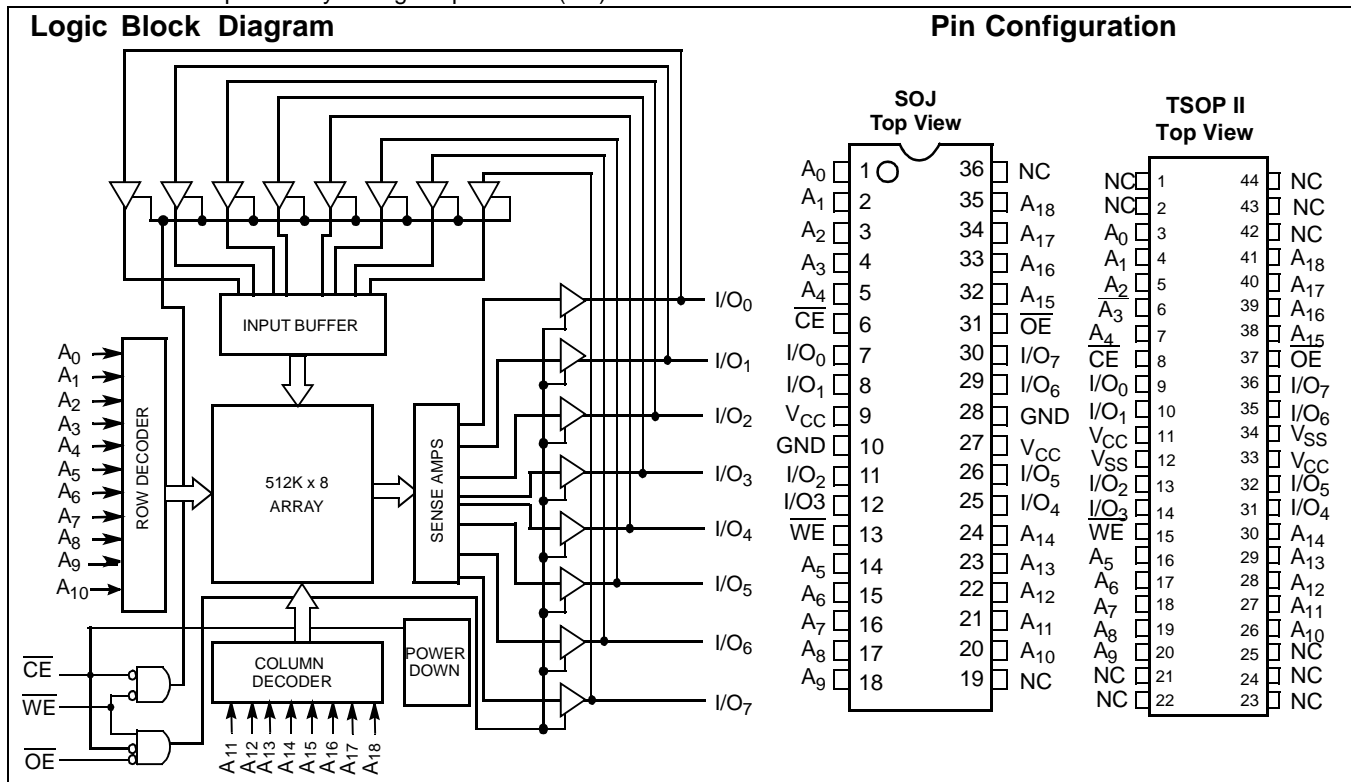 Logic Block Diagram
INPUT BUFFER
A0
A1
A2
A3
A4
A5
A6
A7
A8
A9
A10
ROW DECODER
512K x 8
ARRAY
SENSE AMPS
I/O0
I/O1
I/O2
I/O3
I/O4
I/O5
I/O6
I/O7
COLUMN
DECODER
POWER
DOWN
CE
WE
OE
A11
A12
A13
A14
A15
A16
A17
A18
Pin Configuration
SOJ
Top View
A0 1 36 NC
A1 2 35 A18
A2 3 34 A17
A3 4 33 A16
A4 5 32 A15
CE 6 31 OE
I/O0 7 30 I/O7
I/O1 8 29 I/O6
VCC 9 28 GND
GND 10 27 VCC
I/O2 11 26 I/O5
I/O3 12 25 I/O4
WE 13 24 A14
A5 14 23 A13
A6 15 22 A12
A7 16 21 A11
A8 17 20 A10
A9 18 19 NC
TSOP II
Top View
NC 1 44 NC
NC 2 43 NC
A0 3 42 NC
A1 4 41 A18
A2 5 40 A17
A3 6 39 A16
A4 7 38 A15
CE 8 37 OE
I/O0 9 36 I/O7
I/O1 10 35 I/O6
VCC 11 34 VSS
VSS 12 33 VCC
I/O2 13 32 I/O5
I/O3 14 31 I/O4
WE 15 30 A14
A5 16 29 A13
A6 17 28 A12
A7 18 27 A11
A8 19 26 A10
A9 20 25 NC
NC 21 24 NC
NC 22 23 NC